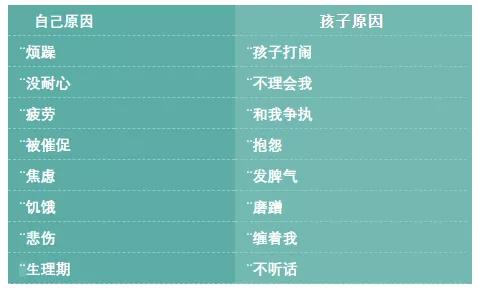 自己原因 孩子原因
¨烦躁 ¨孩子打闹
¨没耐心 ¨不理会我
¨疲劳 ¨和我争执
¨被催促 ¨抱怨
¨焦虑 ¨发脾气
¨饥饿 ¨磨蹭
¨悲伤 ¨缠着我
¨生理期 ¨不听话